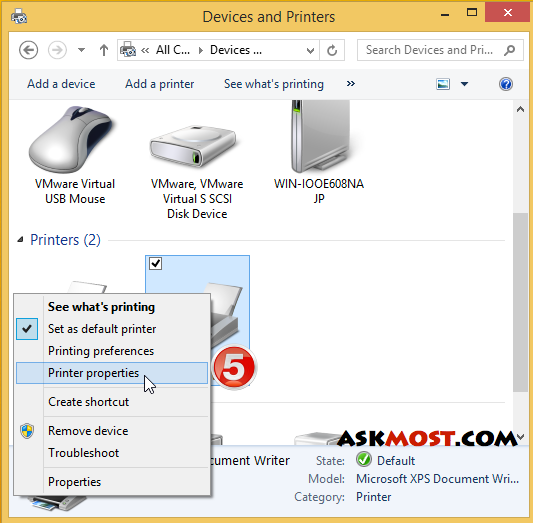 Devices and Printers
All C...
Devices ...
Search Devices and Pri...
Add a device
Add a printer
See what's printing
VMware Virtual
USB Mouse
VMware, VMware
Virtual S SCSI
Disk Device
WIN-IOOE608NA
JP
Printers (2)
See what's printing
Set as default printer
Printing preferences
Printer properties
5
Create shortcut
Remove device
Troubleshoot
Properties
ASKMOST.COM
ocument Writer
State:
Default
Model:
Microsoft XPS Document Wri...
Category:
Printer